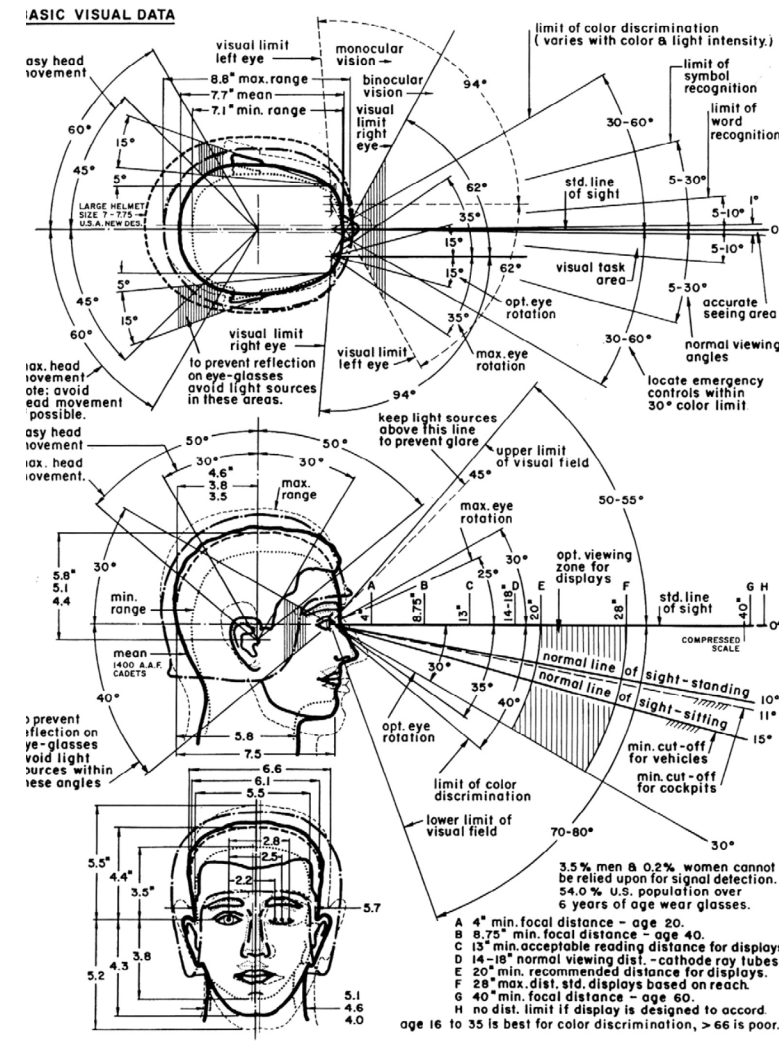 BASIC VISUAL DATA
easy head
movement
visual limit
left eye
monocular
vision
limit of color discrimination
( varies with color & light intensity.)
8.8" max. range
7.7" mean
7.1" min. range
binocular
vision
visual
limit
right
eye
94°
limit of
symbol
recognition
limit of
word
recognition
60°
45°
15°
5°
30-60°
5-30°
62°
35°
15°
std. line
of sight
1°
5-10°
0°
LARGE HELMET
SIZE 7 - 7.75
U.S.A. NEW DES.
5°
15°
45°
60°
15°
62°
35°
5-10°
visual task
area
5-30°
accurate
seeing area
opt. eye
rotation
max. eye
rotation
30-60°
normal viewing
angles
visual limit
right eye
visual limit
left eye
94°
max. head
movement
note: avoid
head movement
possible.
to prevent reflection
on eye-glasses
avoid light sources
in these areas.
locate emergency
controls within
30° color limit
easy head
movement
max. head
movement.
50°
50°
30°
30°
4.6"
3.8
3.5
max.
range
keep light sources
above this line
to prevent glare
45°
upper limit
of visual field
50-55°
max. eye
rotation
30°
25°
opt. viewing
zone for
displays
30°
5.8"
5.1
4.4
min.
range
A
B
C
D
E
F
G
H
4"
8.75"
13"
14-18"
20"
28"
40"
std. line
of sight
0°
COMPRESSED
SCALE
mean
1400 A.A.F.
CADETS
40°
normal line of sight-standing
normal line of sight-sitting
10°
11°
15°
30°
35°
40°
opt. eye
rotation
min. cut-off
for vehicles
min. cut-off
for cockpits
to prevent
reflection on
eye-glasses
avoid light
sources within
these angles
5.8
7.5
limit of color
discrimination
lower limit of
visual field
70-80°
30°
6.6
6.1
5.5
5.5"
4.4"
3.5"
2.8
2.5
2.2
5.7
5.2
4.3
3.8
5.1
4.6
4.0
3.5% men & 0.2% women cannot
be relied upon for signal detection.
54.0% U.S. population over
6 years of age wear glasses.
A 4" min. focal distance - age 20.
B 8.75" min. focal distance - age 40.
C 13" min. acceptable reading distance for displays
D 14-18" normal viewing dist. -cathode ray tubes
E 20" min. recommended distance for displays.
F 28" max. dist. std. displays based on reach.
G 40" min. focal distance - age 60.
H no dist. limit if display is designed to accord.
age 16 to 35 is best for color discrimination, > 66 is poor.